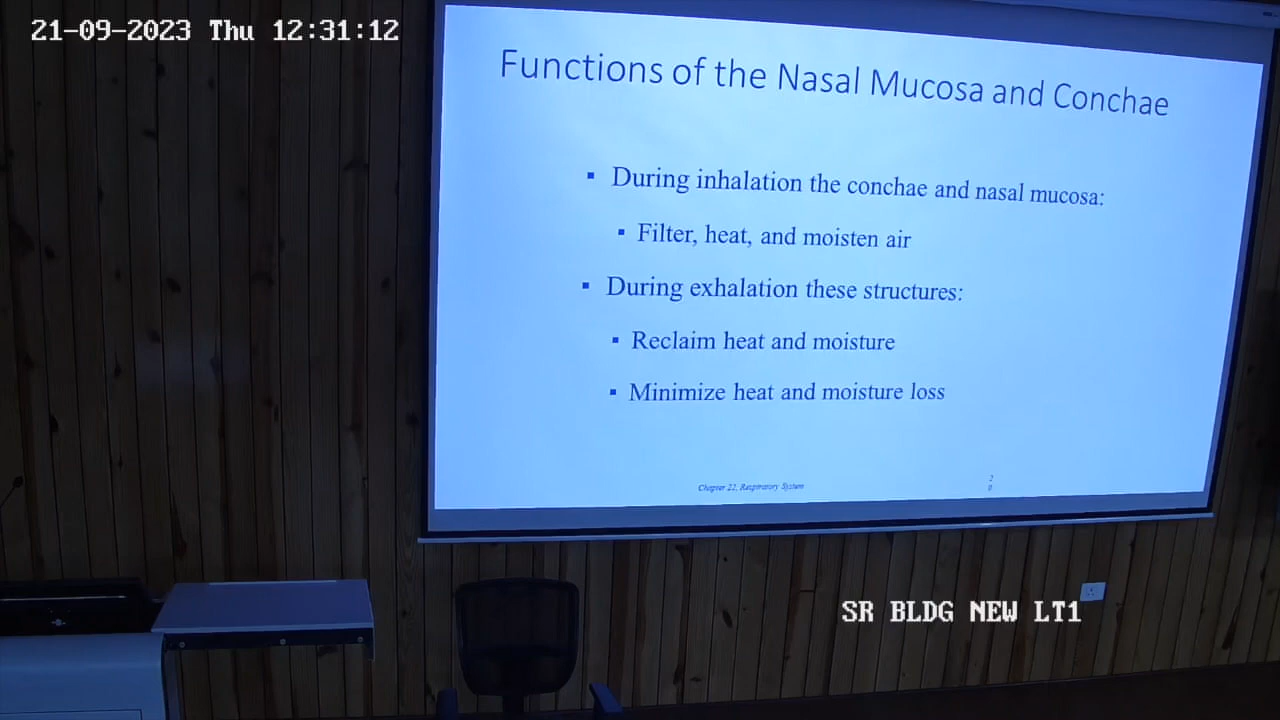 21-09-2023 Thu 12:31:12
Functions of the Nasal Mucosa and Conchae
▪ During inhalation the conchae and nasal mucosa:
▪ Filter, heat, and moisten air
▪ During exhalation these structures:
▪ Reclaim heat and moisture
▪ Minimize heat and moisture loss
Chapter 22, Respiratory System
2
0
SR BLDG NEW LT1